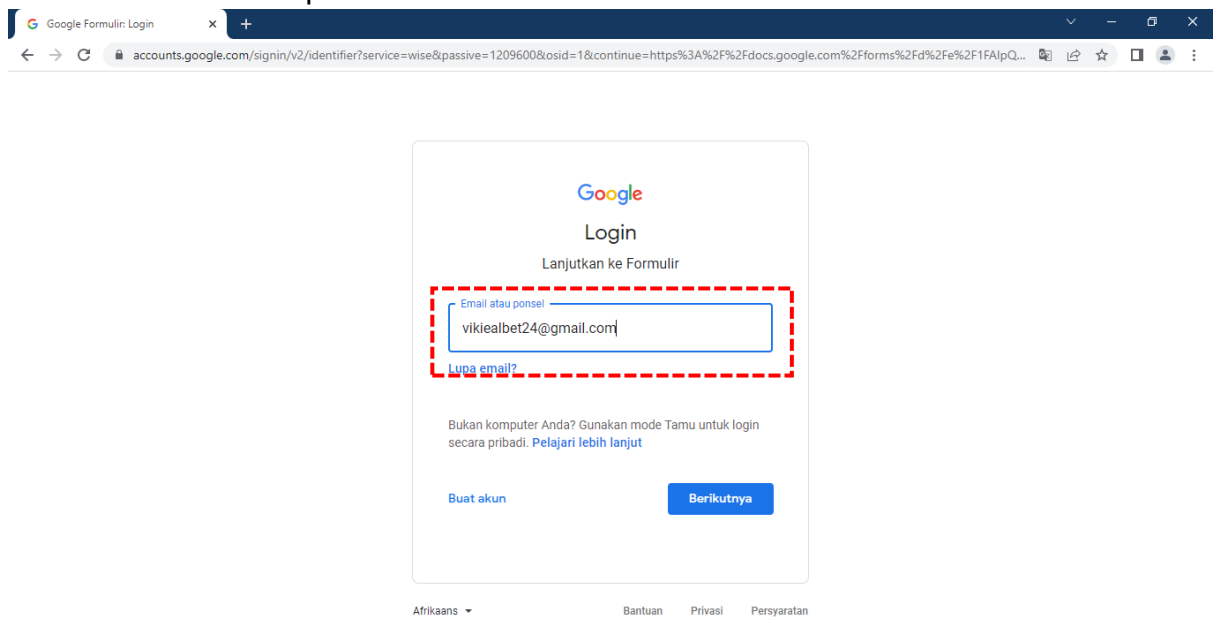 Google Formulir: Login
accounts.google.com/signin/v2/identifier?service=wise&passive=1209600&osid=1&continue=https%3A%2F%2Fdocs.google.com%2Fforms%2Fd%2Fe%2F1FAIpQ...
Google
Login
Lanjutkan ke Formulir
Email atau ponsel
vikiealbet24@gmail.com
Lupa email?
Bukan komputer Anda? Gunakan mode Tamu untuk login
secara pribadi. Pelajari lebih lanjut
Buat akun Berikutnya
Afrikaans Bantuan Privasi Persyaratan